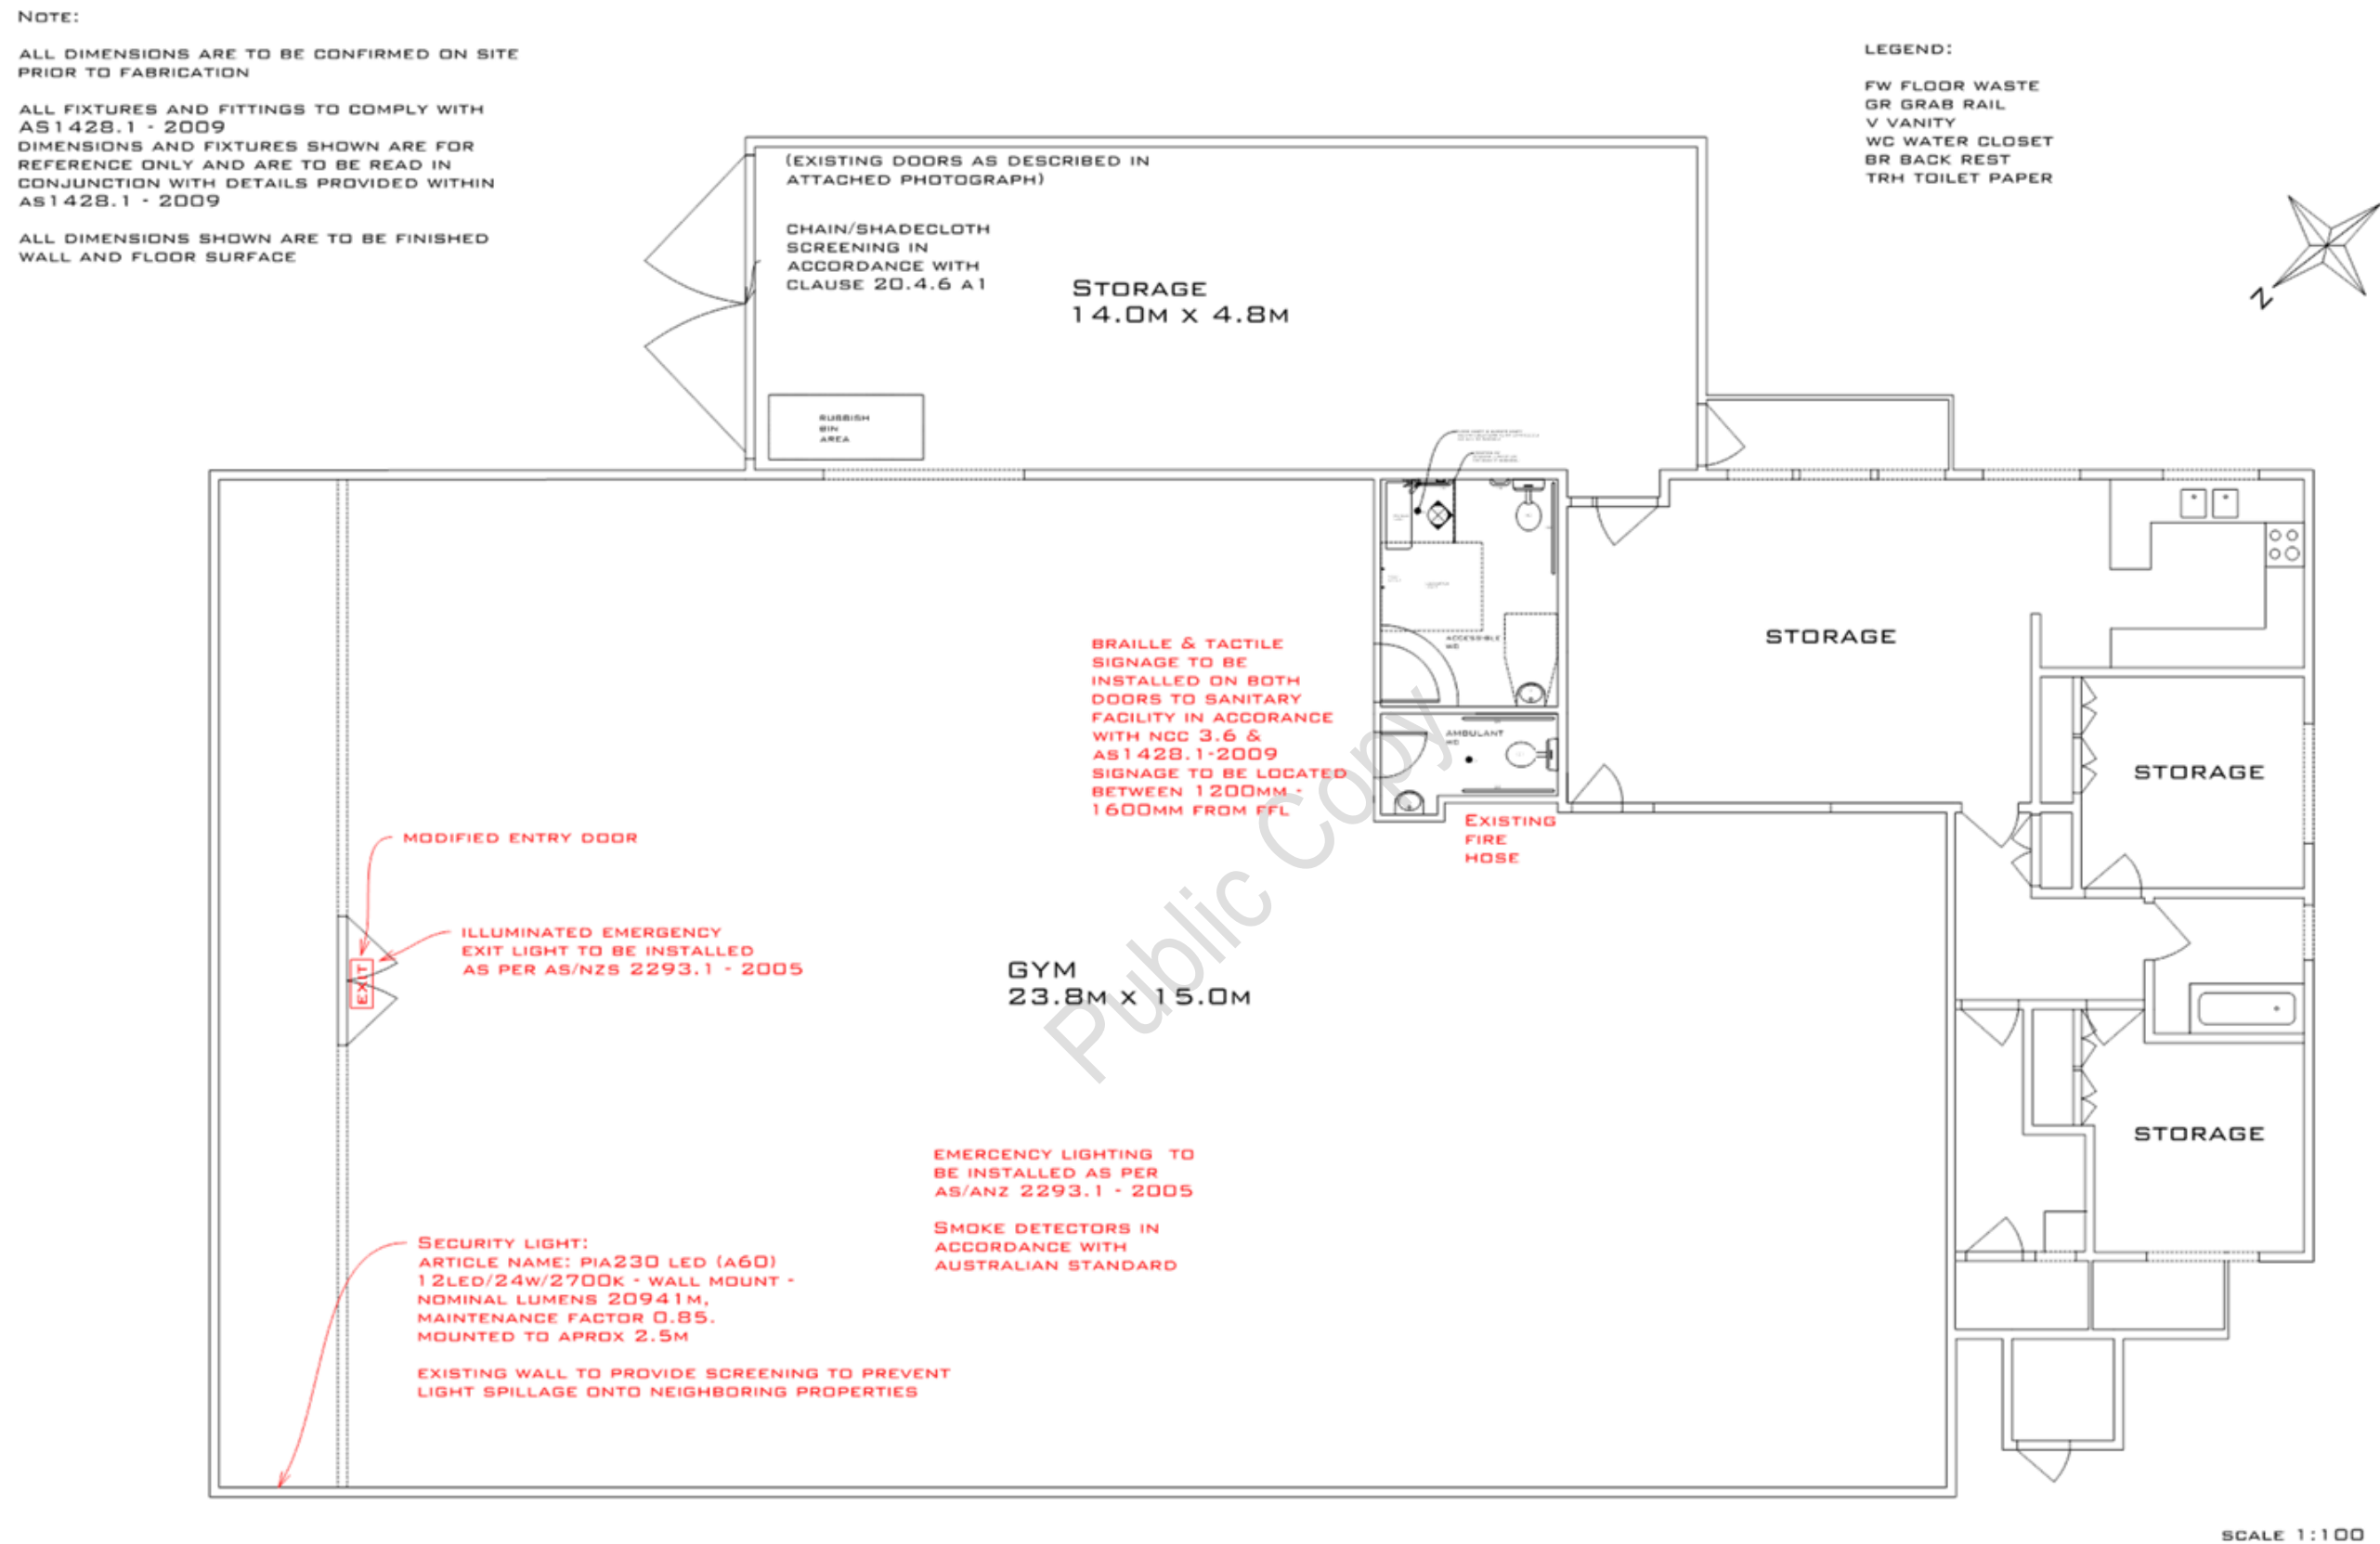 NOTE:
ALL DIMENSIONS ARE TO BE CONFIRMED ON SITE
PRIOR TO FABRICATION
ALL FIXTURES AND FITTINGS TO COMPLY WITH
AS1428.1 - 2009
DIMENSIONS AND FIXTURES SHOWN ARE FOR
REFERENCE ONLY AND ARE TO BE READ IN
CONJUNCTION WITH DETAILS PROVIDED WITHIN
AS1428.1 - 2009
ALL DIMENSIONS SHOWN ARE TO BE FINISHED
WALL AND FLOOR SURFACE
LEGEND:
FW FLOOR WASTE
GR GRAB RAIL
V VANITY
WC WATER CLOSET
BR BACK REST
TRH TOILET PAPER
N
(EXISTING DOORS AS DESCRIBED IN
ATTACHED PHOTOGRAPH)
CHAIN/SHADECLOTH
SCREENING IN
ACCORDANCE WITH
CLAUSE 20.4.6 A1
STORAGE
14.0M X 4.8M
RUBBISH
BIN
AREA
BRAILLE & TACTILE
SIGNAGE TO BE
INSTALLED ON BOTH
DOORS TO SANITARY
FACILITY IN ACCORANCE
WITH NCC 3.6 &
AS1428.1-2009
SIGNAGE TO BE LOCATED
BETWEEN 1200MM -
1600MM FROM FFL
ACCESSIBLE
WC
AMBULANT
WC
EXISTING
FIRE
HOSE
STORAGE
STORAGE
STORAGE
MODIFIED ENTRY DOOR
ILLUMINATED EMERGENCY
EXIT LIGHT TO BE INSTALLED
AS PER AS/NZS 2293.1 - 2005
EXIT
GYM
23.8M X 15.0M
Public Copy
EMERCENCY LIGHTING TO
BE INSTALLED AS PER
AS/ANZ 2293.1 - 2005
SMOKE DETECTORS IN
ACCORDANCE WITH
AUSTRALIAN STANDARD
SECURITY LIGHT:
ARTICLE NAME: PIA230 LED (A60)
12LED/24W/2700K - WALL MOUNT -
NOMINAL LUMENS 20941M,
MAINTENANCE FACTOR 0.85.
MOUNTED TO APROX 2.5M
EXISTING WALL TO PROVIDE SCREENING TO PREVENT
LIGHT SPILLAGE ONTO NEIGHBORING PROPERTIES
SCALE 1:100